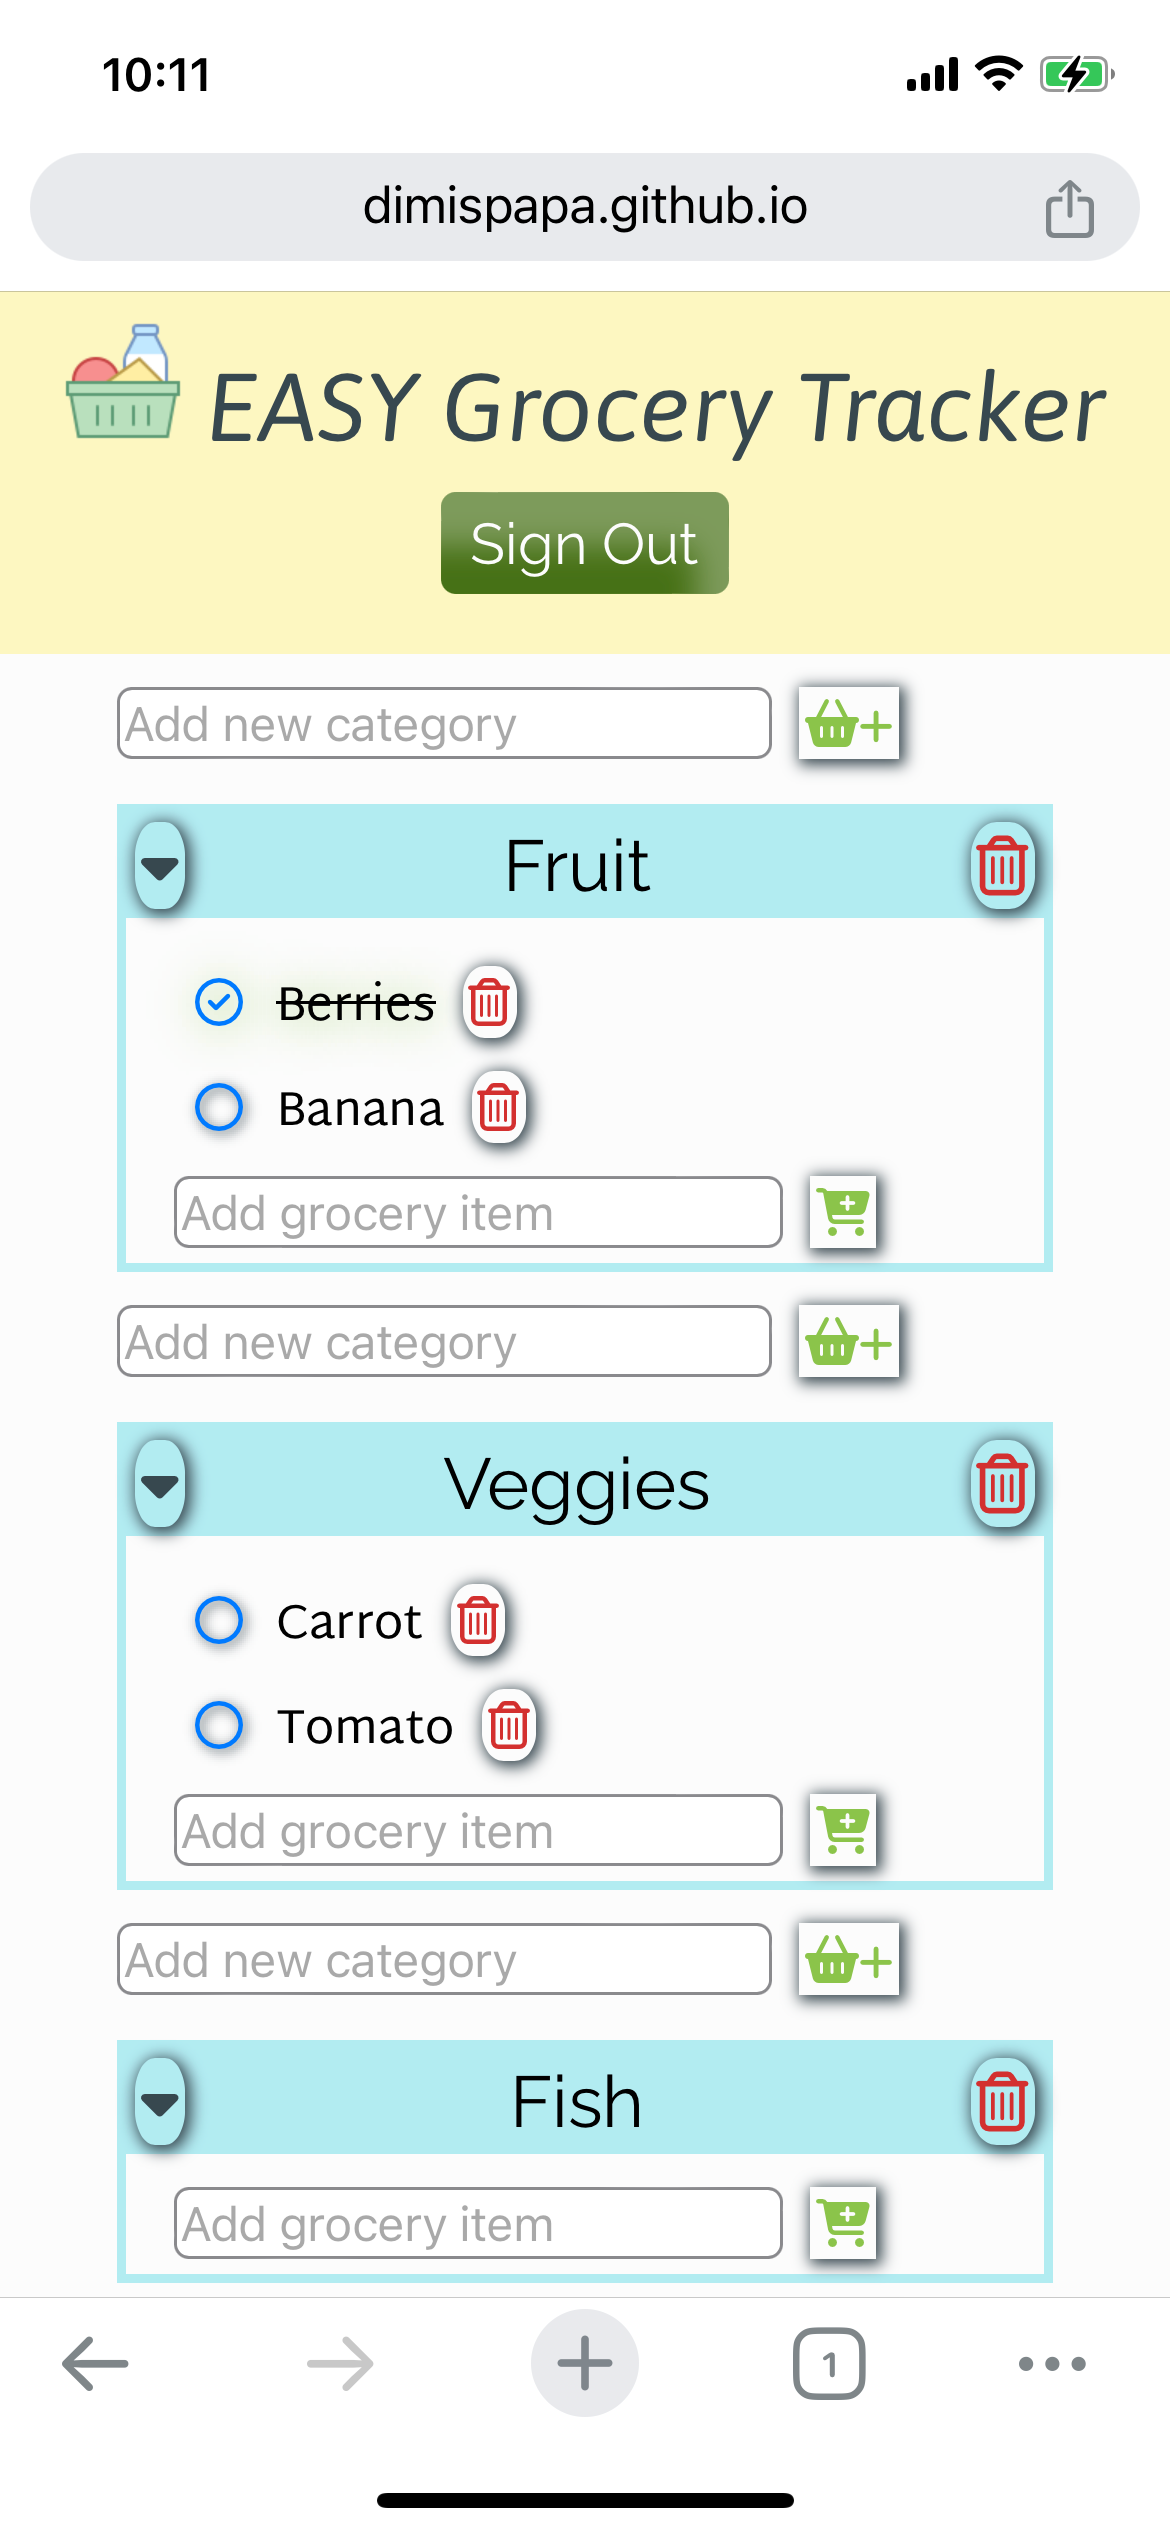 10:11
dimispapa.github.io
EASY Grocery Tracker
Sign Out
Add new category
Fruit
Berries
Banana
Add grocery item
Add new category
Veggies
Carrot
Tomato
Add grocery item
Add new category
Fish
Add grocery item
1